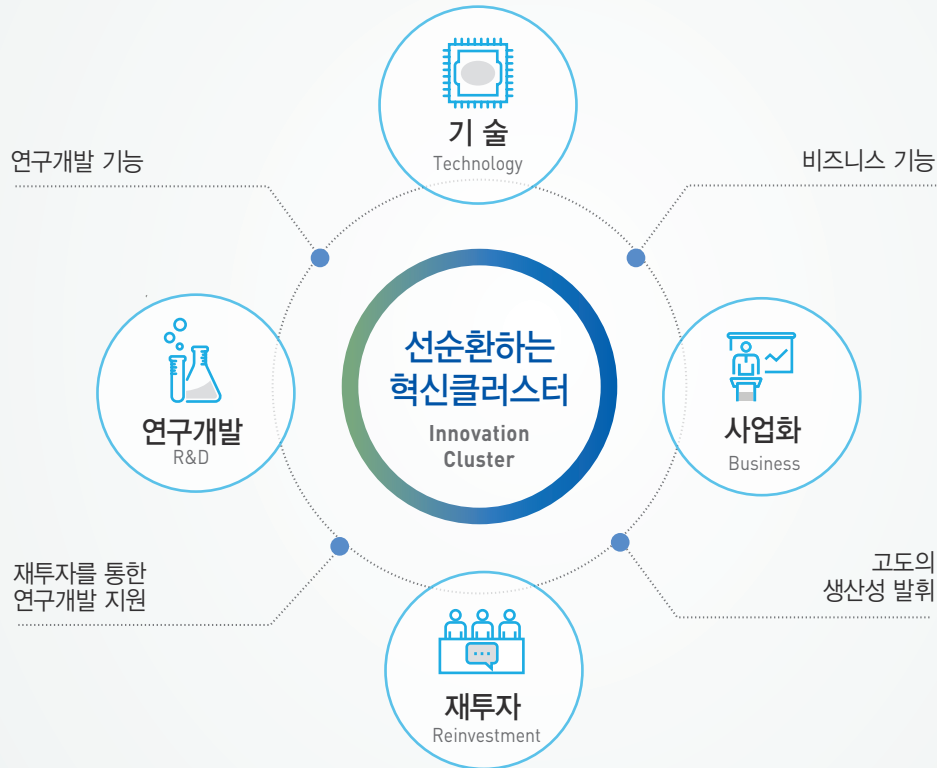 기 술
Technology
연구개발 기능
비즈니스 기능
선순환하는
혁신클러스터
Innovation
Cluster
연구개발
R&D
사업화
Business
재투자를 통한
연구개발 지원
고도의
생산성 발휘
재투자
Reinvestment